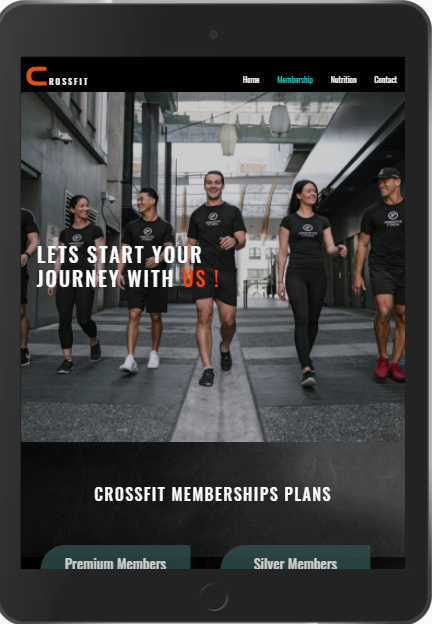 CROSSFIT
Home Membership Nutrition Contact
LETS START YOUR
JOURNEY WITH US !
CROSSFIT MEMBERSHIPS PLANS
Premium Members Silver Members